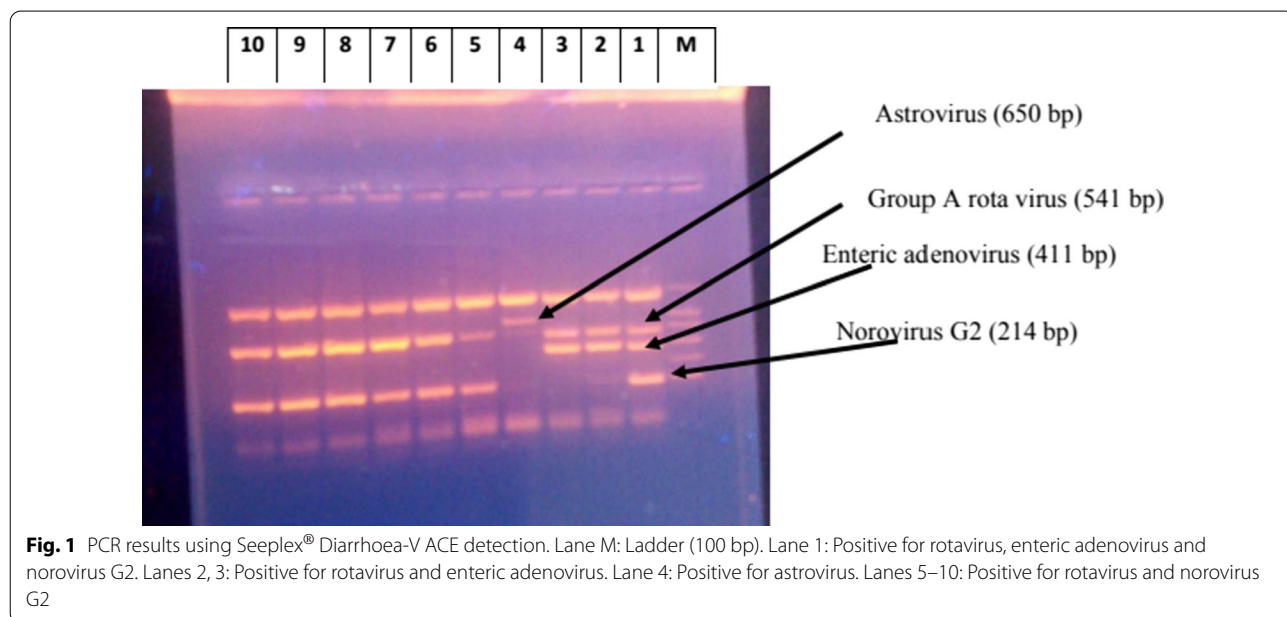 10 9 8 7 6 5 4 3 2 1 M
Astrovirus (650 bp)
Group A rota virus (541 bp)
Enteric adenovirus (411 bp)
Norovirus G2 (214 bp)
Fig. 1 PCR results using Seeplex® Diarrhoea-V ACE detection. Lane M: Ladder (100 bp). Lane 1: Positive for rotavirus, enteric adenovirus and
norovirus G2. Lanes 2, 3: Positive for rotavirus and enteric adenovirus. Lane 4: Positive for astrovirus. Lanes 5–10: Positive for rotavirus and norovirus
G2